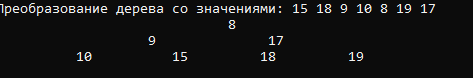 Преобразование дерева со значениями: 15 18 9 10 8 19 17
8
9 17
10 15 18 19